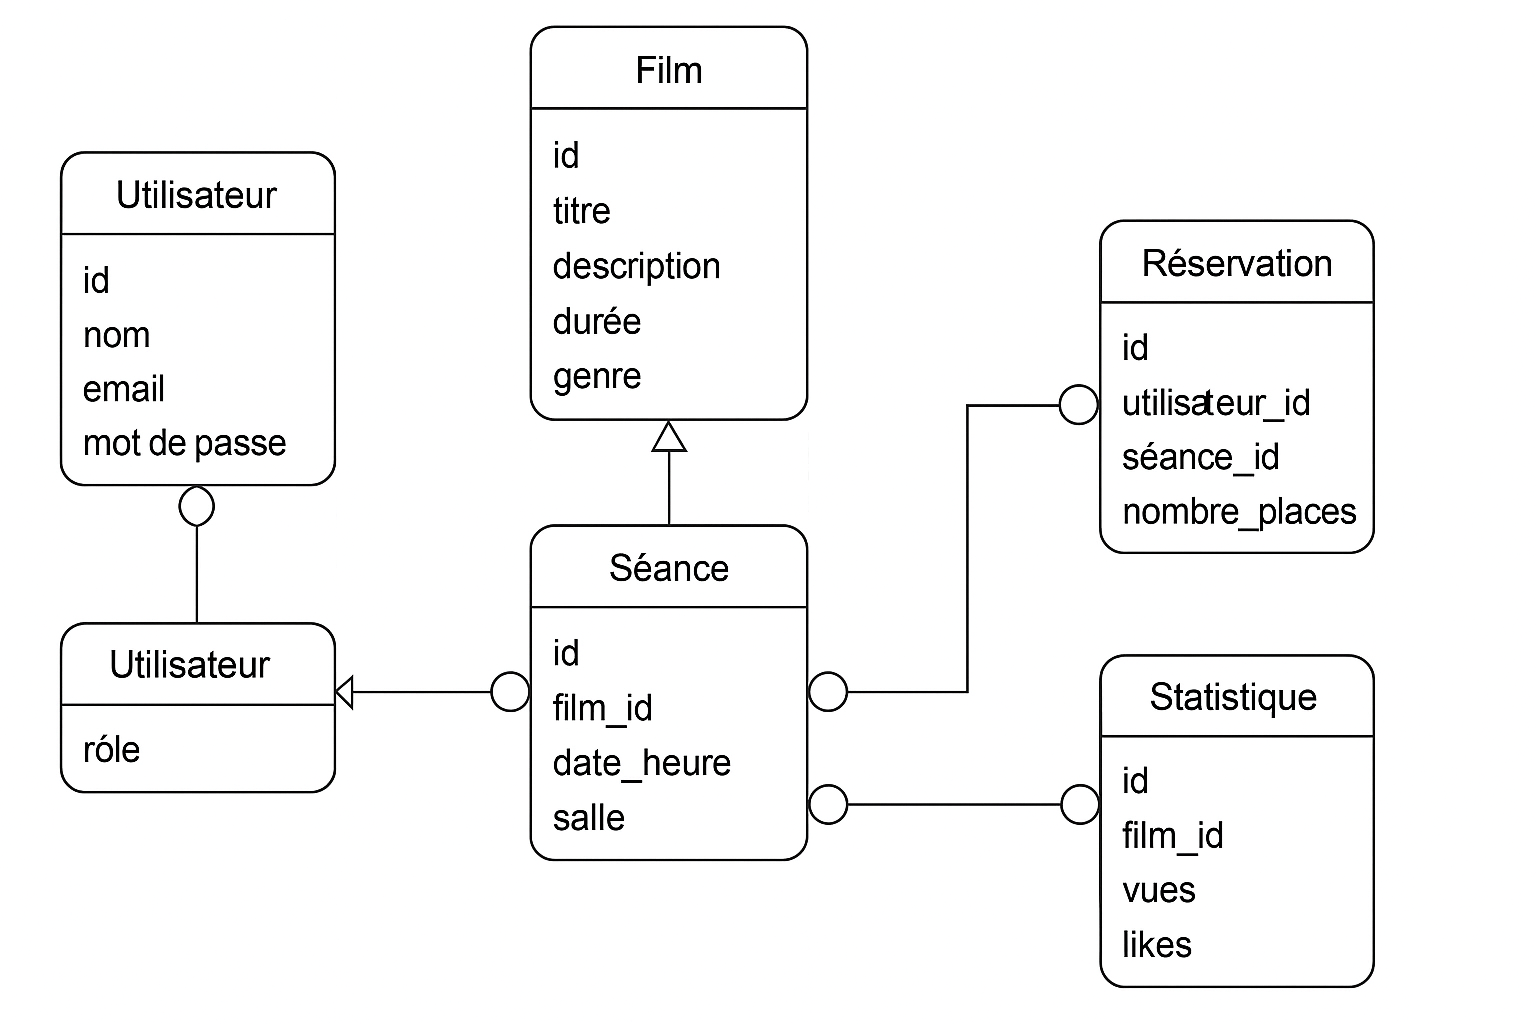 Film
id
titre
description
durée
genre
Utilisateur
id
nom
email
mot de passe
Utilisateur
róle
Séance
id
film_id
date_heure
salle
Réservation
id
utilisateur_id
séance_id
nombre_places
Statistique
id
film_id
vues
likes